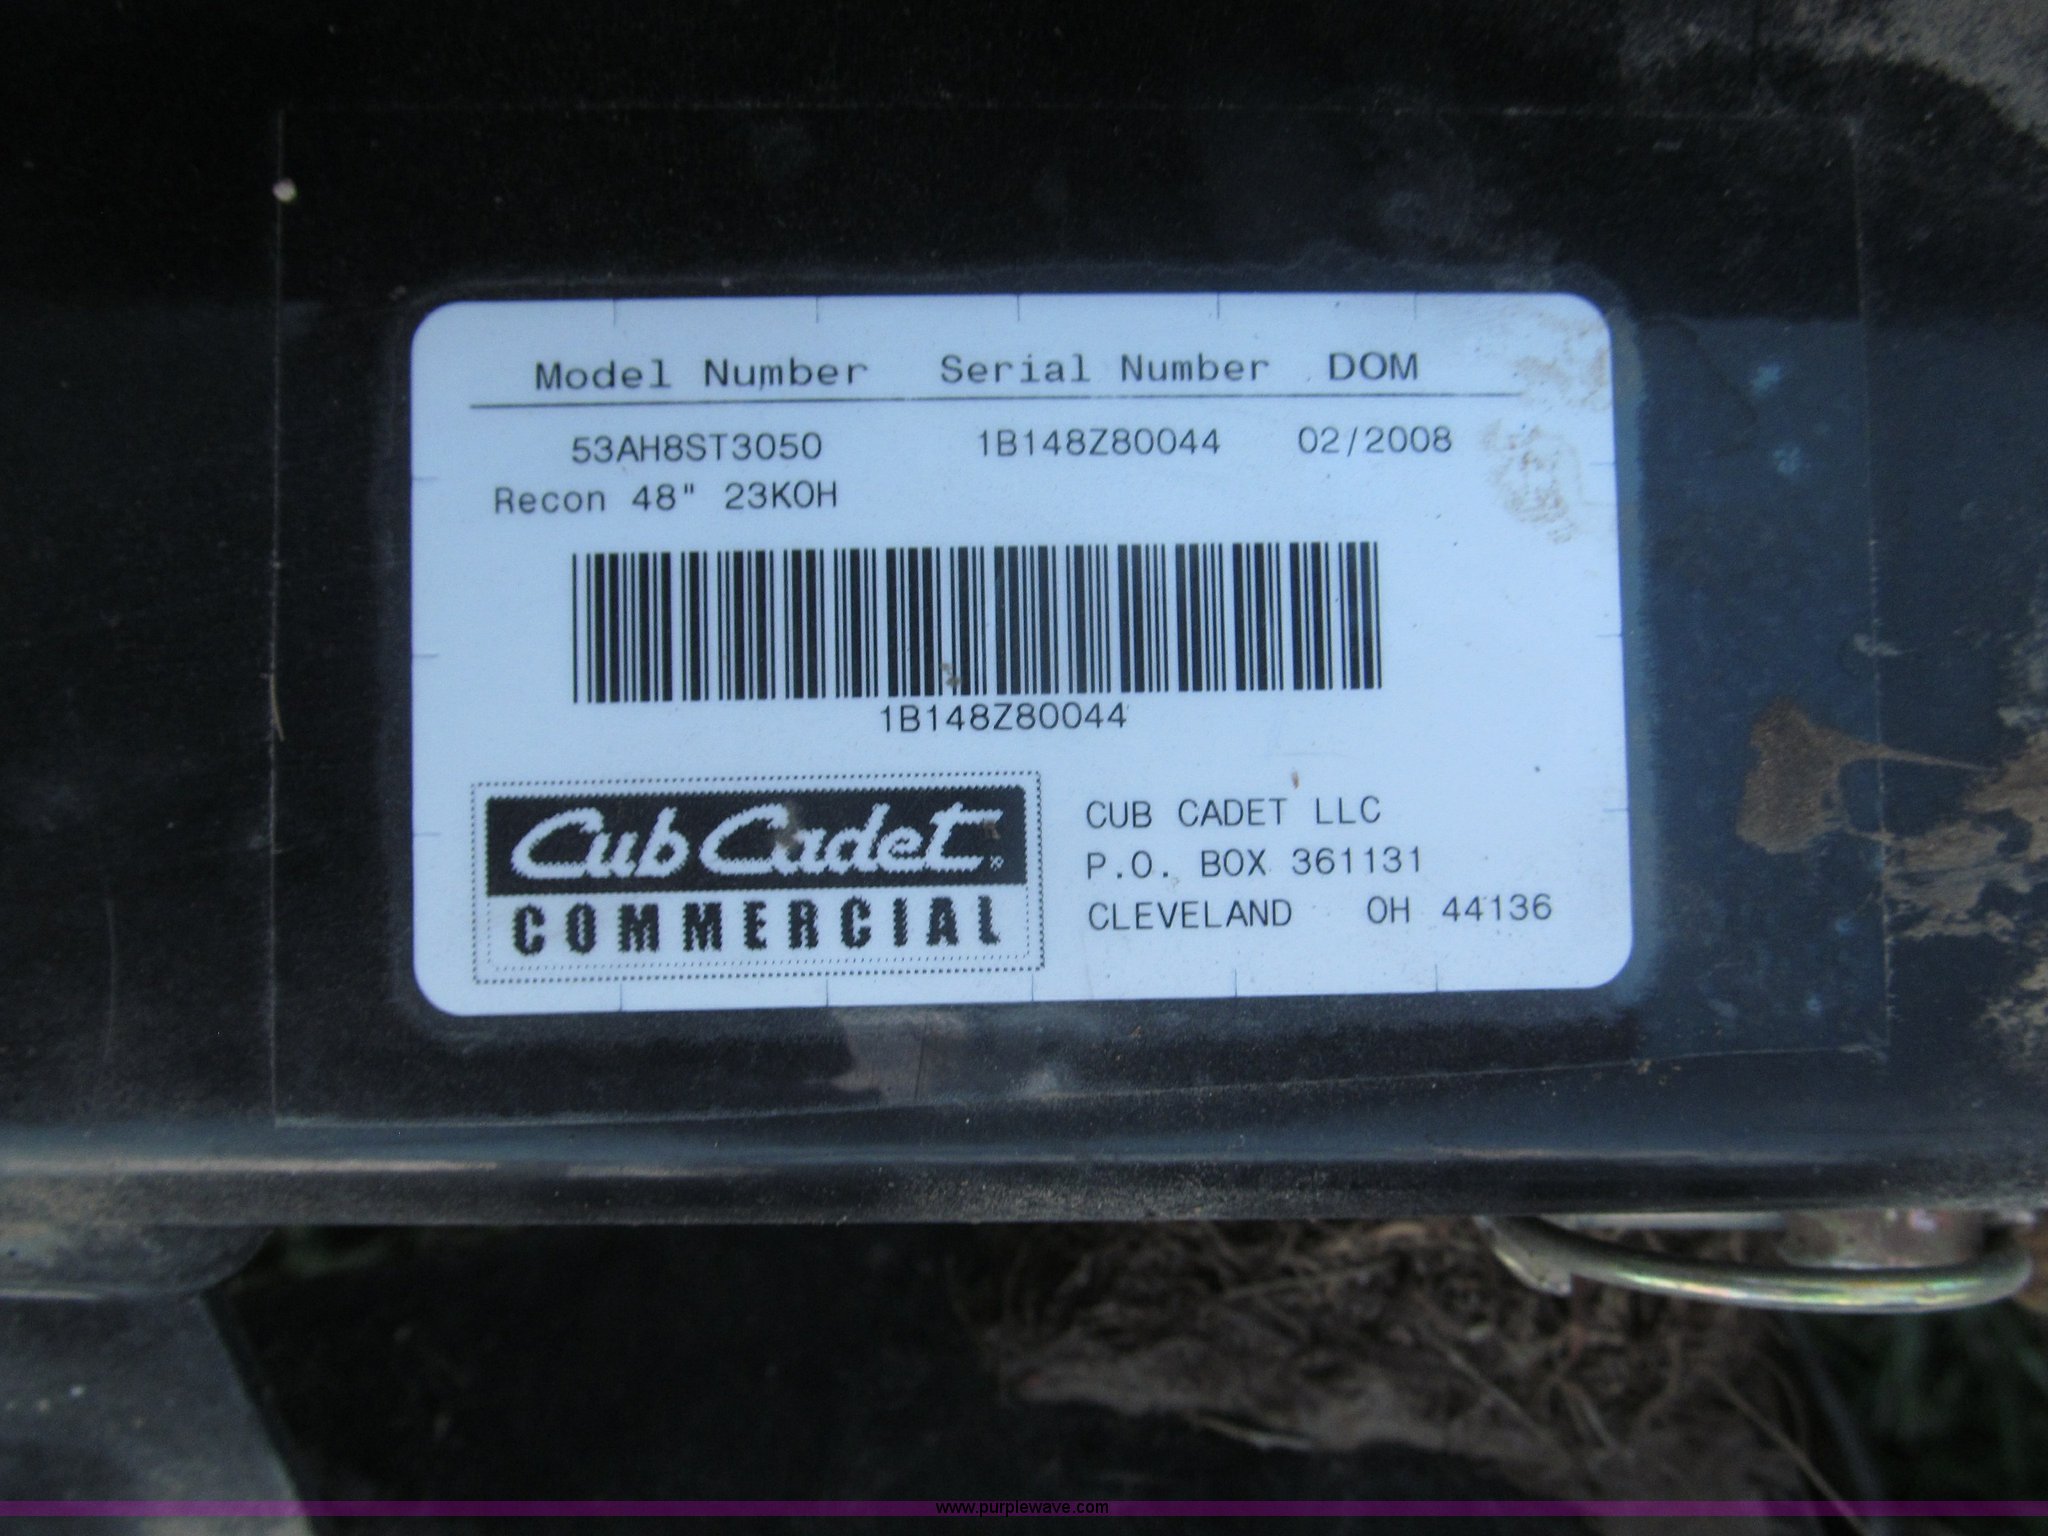 Model Number Serial Number DOM
53AH8ST3050 1B148Z80044 02/2008
Recon 48" 23KOH
1B148Z80044
Cub Cadet®
COMMERCIAL
CUB CADET LLC
P.O. BOX 361131
CLEVELAND OH 44136
www.purplewave.com